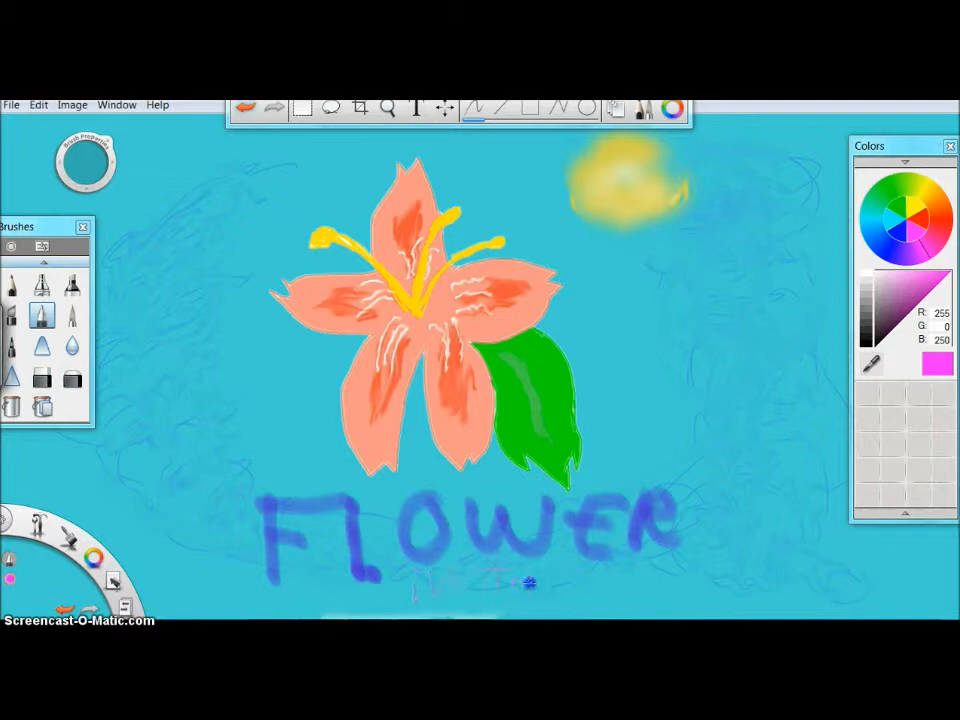 File Edit Image Window Help
T
Brush Properties
Colors
Brushes
R: 255
G: 0
B: 250
FLOWER
Screencast-O-Matic.com